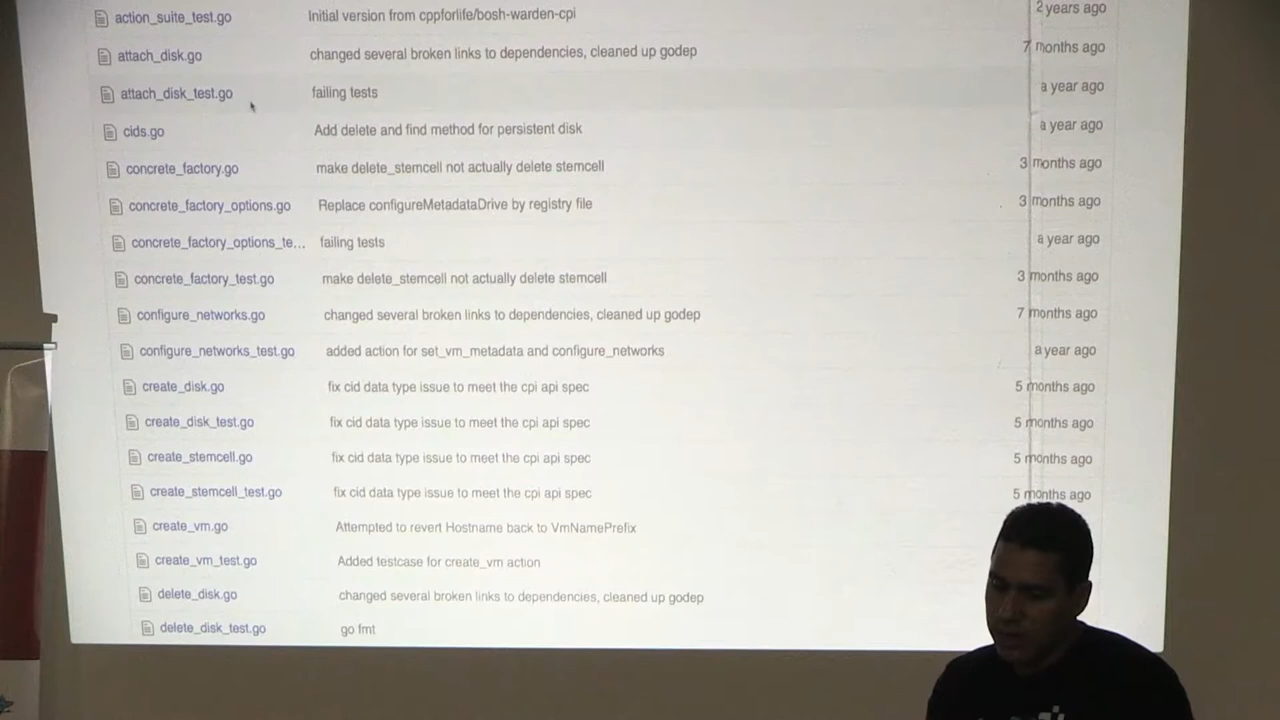 action_suite_test.go Initial version from cppforlife/bosh-warden-cpi 2 years ago
attach_disk.go changed several broken links to dependencies, cleaned up godep 7 months ago
attach_disk_test.go failing tests a year ago
cids.go Add delete and find method for persistent disk a year ago
concrete_factory.go make delete_stemcell not actually delete stemcell 3 months ago
concrete_factory_options.go Replace configureMetadataDrive by registry file 3 months ago
concrete_factory_options_te... failing tests a year ago
concrete_factory_test.go make delete_stemcell not actually delete stemcell 3 months ago
configure_networks.go changed several broken links to dependencies, cleaned up godep 7 months ago
configure_networks_test.go added action for set_vm_metadata and configure_networks a year ago
create_disk.go fix cid data type issue to meet the cpi api spec 5 months ago
create_disk_test.go fix cid data type issue to meet the cpi api spec 5 months ago
create_stemcell.go fix cid data type issue to meet the cpi api spec 5 months ago
create_stemcell_test.go fix cid data type issue to meet the cpi api spec 5 months ago
create_vm.go Attempted to revert Hostname back to VmNamePrefix
create_vm_test.go Added testcase for create_vm action
delete_disk.go changed several broken links to dependencies, cleaned up godep
delete_disk_test.go go fmt